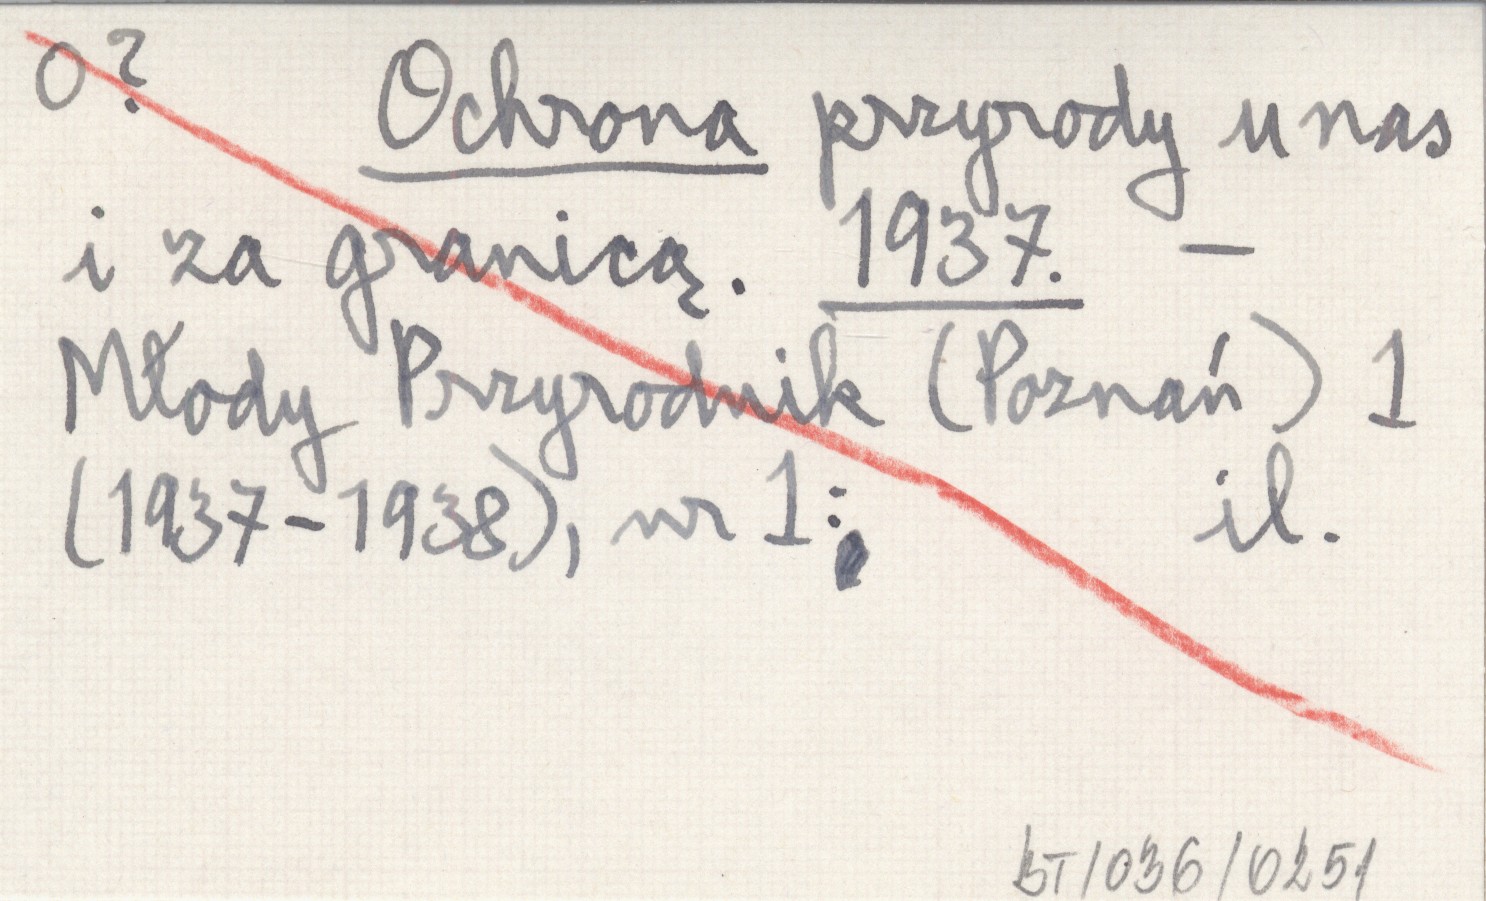 O? Ochrona przyrody u nas
i za granicą. 1937. —
Młody Przyrodnik (Poznań) 1
(1937-1938), nr 1: il.
BT/036/0251